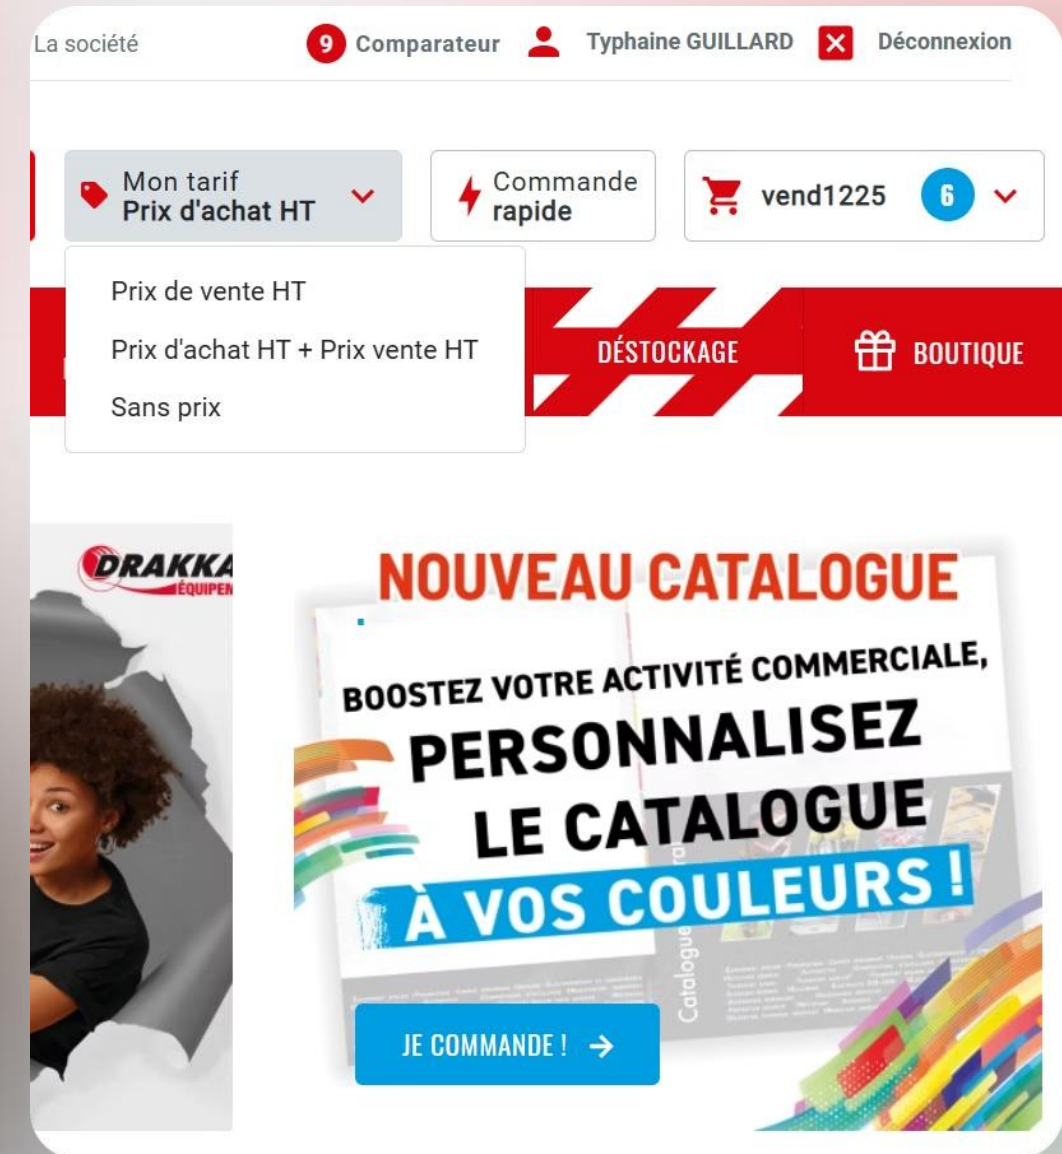 La société
9 Comparateur
Typhaine GUILLARD
Déconnexion
Mon tarif
Prix d'achat HT
Commande
rapide
vend1225
6
Prix de vente HT
Prix d'achat HT + Prix vente HT
Sans prix
DÉSTOCKAGE
BOUTIQUE
DRAKKA
ÉQUIPEM
NOUVEAU CATALOGUE
BOOSTEZ VOTRE ACTIVITÉ COMMERCIALE,
PERSONNALISEZ
LE CATALOGUE
À VOS COULEURS !
Catalogue
JE COMMANDE !